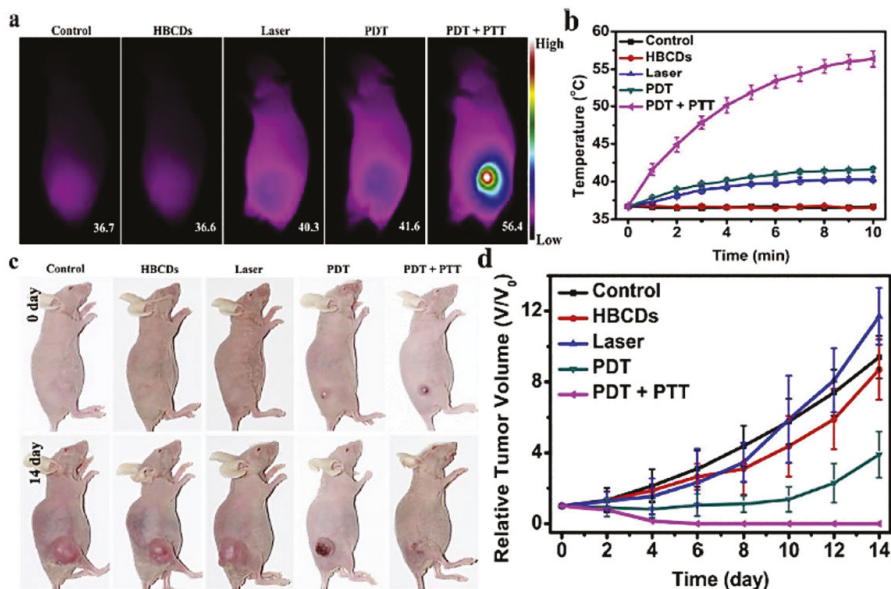 a
Control HBCDs Laser PDT PDT + PTT
High
36.7 36.6 40.3 41.6 56.4
Low
b
Temperature (°C)
60
55
50
45
40
35
Control
HBCDs
Laser
PDT
PDT + PTT
0 2 4 6 8 10
Time (min)
c
Control HBCDs Laser PDT PDT + PTT
0 day
14 day
d
Relative Tumor Volume (V/V₀)
12
8
4
0
Control
HBCDs
Laser
PDT
PDT + PTT
0 2 4 6 8 10 12 14
Time (day)